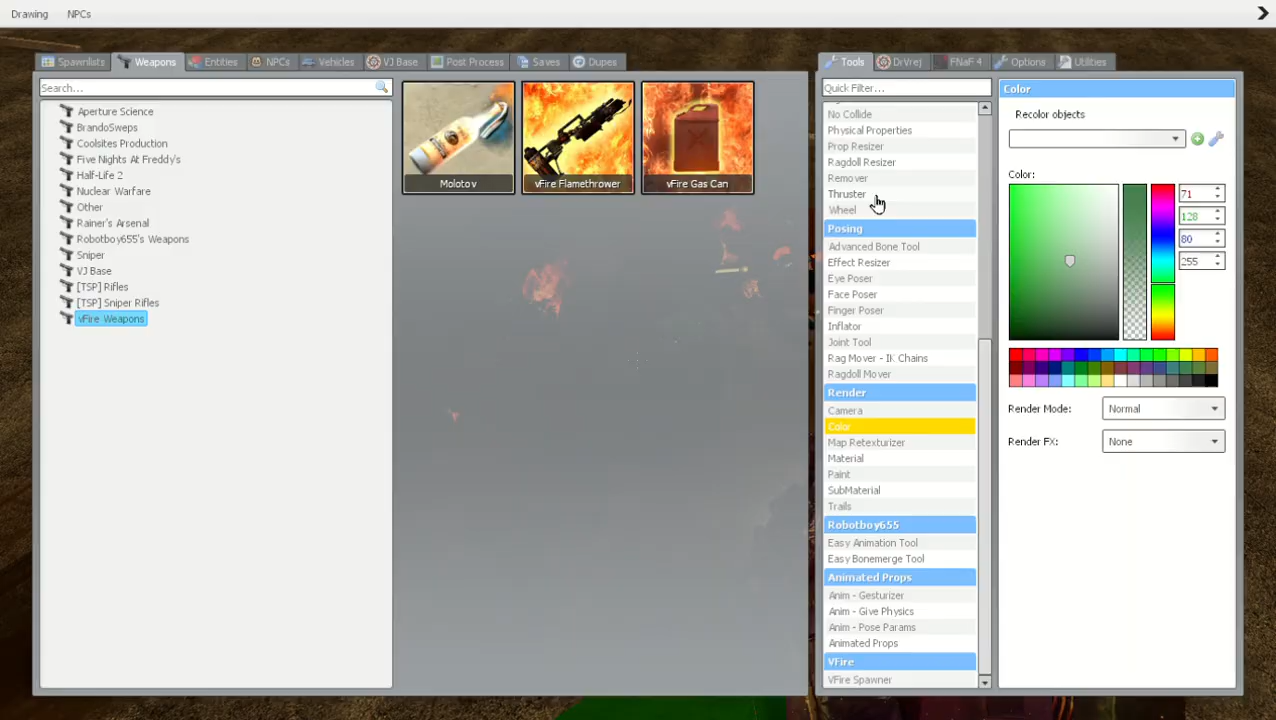 Drawing NPCs
Spawnlists Weapons Entities NPCs Vehicles VJ Base Post Process Saves Dupes
Search...
Aperture Science
BrandoSweps
Coolsites Production
Five Nights At Freddy's
Half-Life 2
Nuclear Warfare
Other
Rainer's Arsenal
Robotboy655's Weapons
Sniper
VJ Base
[TSP] Rifles
[TSP] Sniper Rifles
vFire Weapons
Molotov
vFire Flamethrower
vFire Gas Can
Tools DrVrej FNaF 4 Options Utilities
Quick Filter...
No Collide
Physical Properties
Prop Resizer
Ragdoll Resizer
Remover
Thruster
Wheel
Posing
Advanced Bone Tool
Effect Resizer
Eye Poser
Face Poser
Finger Poser
Inflator
Joint Tool
Rag Mover - IK Chains
Ragdoll Mover
Render
Camera
Color
Map Retexturizer
Material
Paint
SubMaterial
Trails
Robotboy655
Easy Animation Tool
Easy Bonemerge Tool
Animated Props
Anim - Gesturizer
Anim - Give Physics
Anim - Pose Params
Animated Props
VFire
VFire Spawner
Color
Recolor objects
Color:
71
128
80
255
Render Mode: Normal
Render FX: None